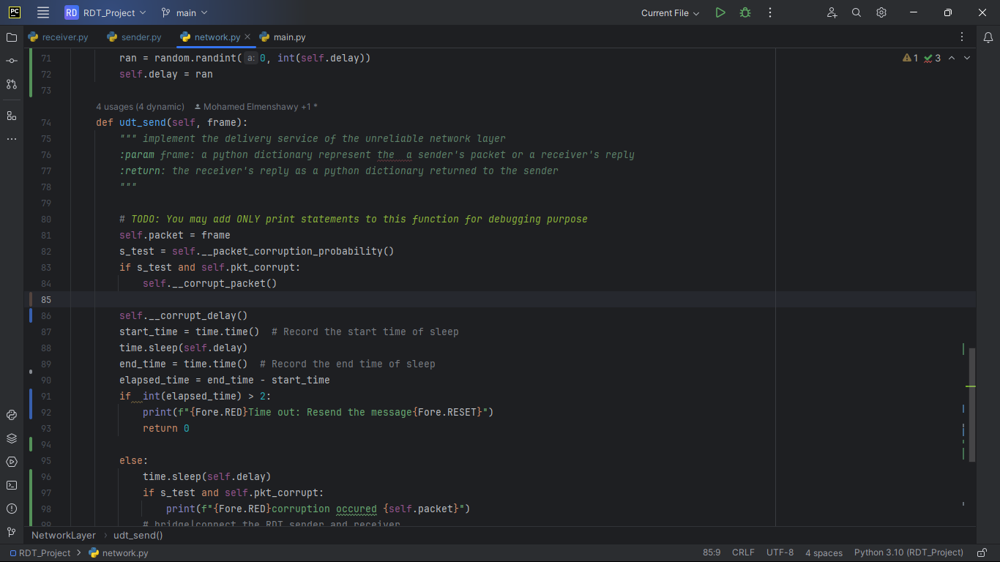 PC RD RDT_Project main Current File
receiver.py sender.py network.py main.py
71 ran = random.randint( a: 0, int(self.delay)) 1 3
72 self.delay = ran
73
4 usages (4 dynamic) Mohamed Elmenshawy +1 *
74 def udt_send(self, frame):
75 """ implement the delivery service of the unreliable network layer
76 :param frame: a python dictionary represent the  a sender's packet or a receiver's reply
77 :return: the receiver's reply as a python dictionary returned to the sender
78 """
79
80 # TODO: You may add ONLY print statements to this function for debugging purpose
81 self.packet = frame
82 s_test = self.__packet_corruption_probability()
83 if s_test and self.pkt_corrupt:
84 self.__corrupt_packet()
85
86 self.__corrupt_delay()
87 start_time = time.time()  # Record the start time of sleep
88 time.sleep(self.delay)
89 end_time = time.time()  # Record the end time of sleep
90 elapsed_time = end_time - start_time
91 if  int(elapsed_time) > 2:
92 print(f"{Fore.RED}Time out: Resend the message{Fore.RESET}")
93 return 0
94
95 else:
96 time.sleep(self.delay)
97 if s_test and self.pkt_corrupt:
98 print(f"{Fore.RED}corruption occured {self.packet}")
99 # bridge|connect the RDT sender and receiver
NetworkLayer › udt_send()
RDT_Project > network.py 85:9 CRLF UTF-8 4 spaces Python 3.10 (RDT_Project)